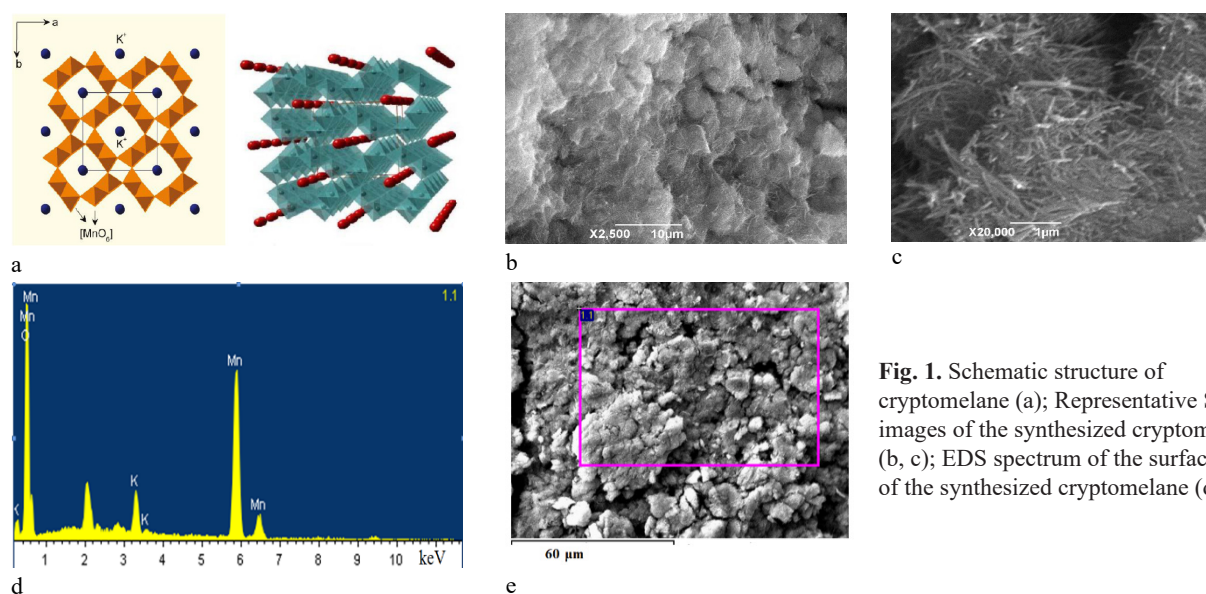 a
b
K⁺
K⁺
[MnO₆]
a
X2,500 10μm
b
X20,000 1μm
c
1.1
Mn
Mn
O
K
K
K
Mn
Mn
1 2 3 4 5 6 7 8 9 10 keV
d
1.1
60 μm
e
Fig. 1. Schematic structure of
cryptomelane (a); Representative
images of the synthesized
(b, c); EDS spectrum of the
of the synthesized cryptomelane